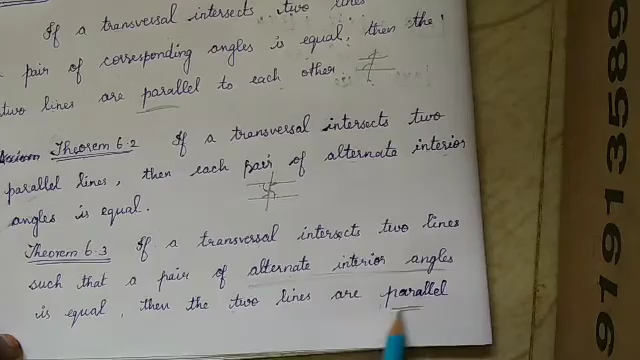 If a transversal intersects two lines
pair of corresponding angles is equal, then the
two lines are parallel to each other
Theorem 6.2 If a transversal intersects two
parallel lines, then each pair of alternate interior
angles is equal.
Theorem 6.3 If a transversal intersects two lines
such that a pair of alternate interior angles
is equal, then the two lines are parallel
91913589